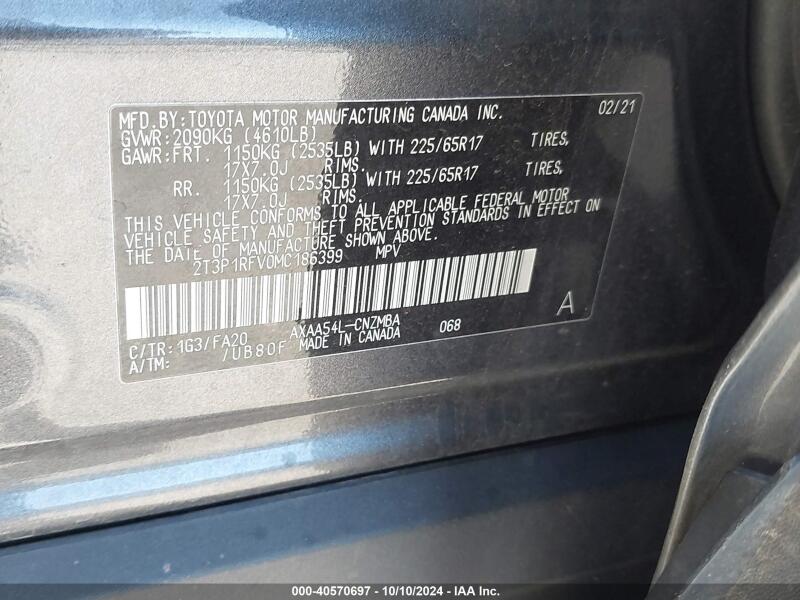 MFD.BY: TOYOTA MOTOR MANUFACTURING CANADA INC. 02/21
GVWR: 2090KG (4610LB)
GAWR: FRT. 1150KG (2535LB) WITH 225/65R17 TIRES,
17X7.0J RIMS.
RR. 1150KG (2535LB) WITH 225/65R17 TIRES,
17X7.0J RIMS.
THIS VEHICLE CONFORMS TO ALL APPLICABLE FEDERAL MOTOR
VEHICLE SAFETY AND THEFT PREVENTION STANDARDS IN EFFECT ON
THE DATE OF MANUFACTURE SHOWN ABOVE.
2T3P1RFV0MC186399 MPV
A
AXAA54L-CNZMBA 068
C/TR: 1G3/FA20 MADE IN CANADA
A/TM: /UB80F
000-40570697 - 10/10/2024 - IAA Inc.